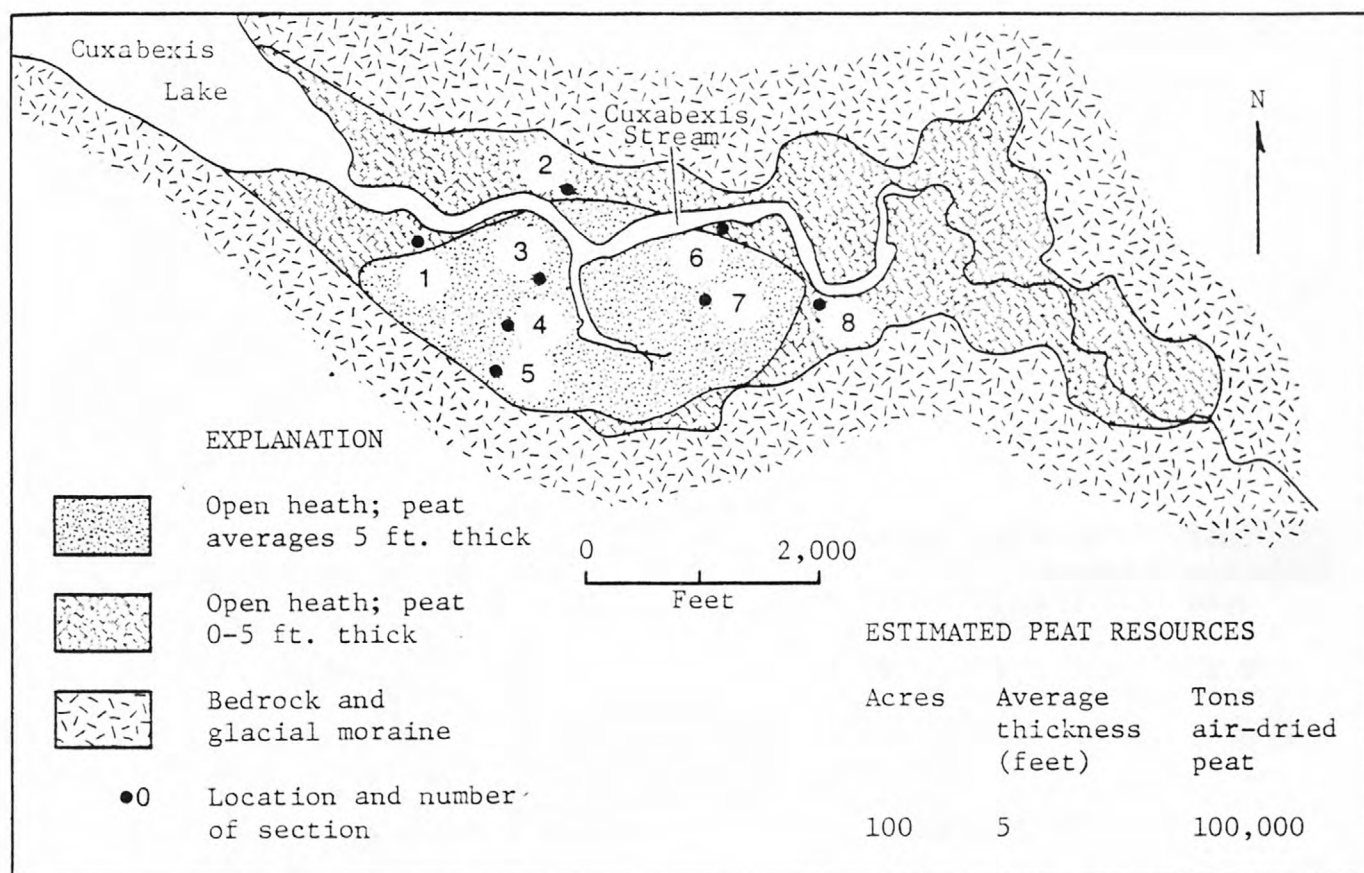 Cuxabexis
Lake
Cuxabexis
Stream
N
2
1
3
6
7
4
8
5
EXPLANATION
Open heath; peat
averages 5 ft. thick
Open heath; peat
0-5 ft. thick
Bedrock and
glacial moraine
0 Location and number
of section
0 2,000
Feet
ESTIMATED PEAT RESOURCES
Acres Average Tons
thickness air-dried
(feet) peat
100 5 100,000